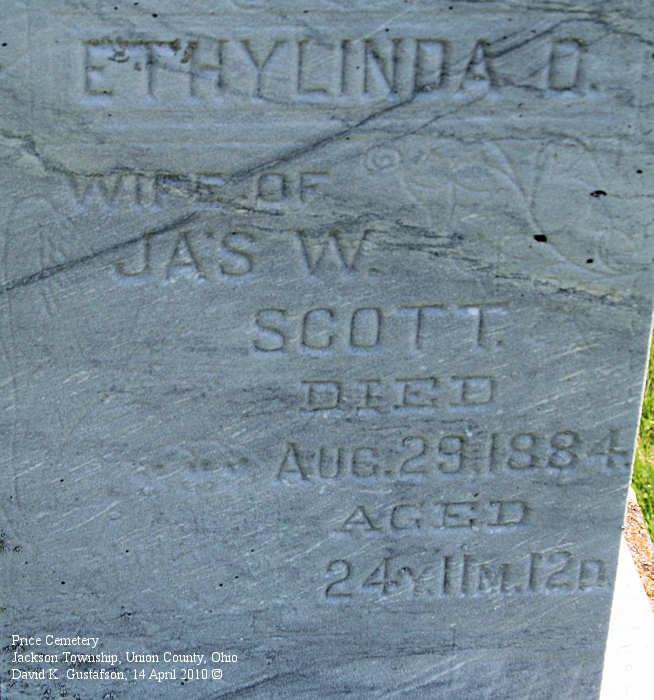 ETHYLINDA D.
WIFE OF
JA'S W.
SCOTT.
DIED
AUG. 29. 1884.
AGED
24Y. 11M. 12D.
Price Cemetery
Jackson Township, Union County, Ohio
David K. Gustafson, 14 April 2010 ©